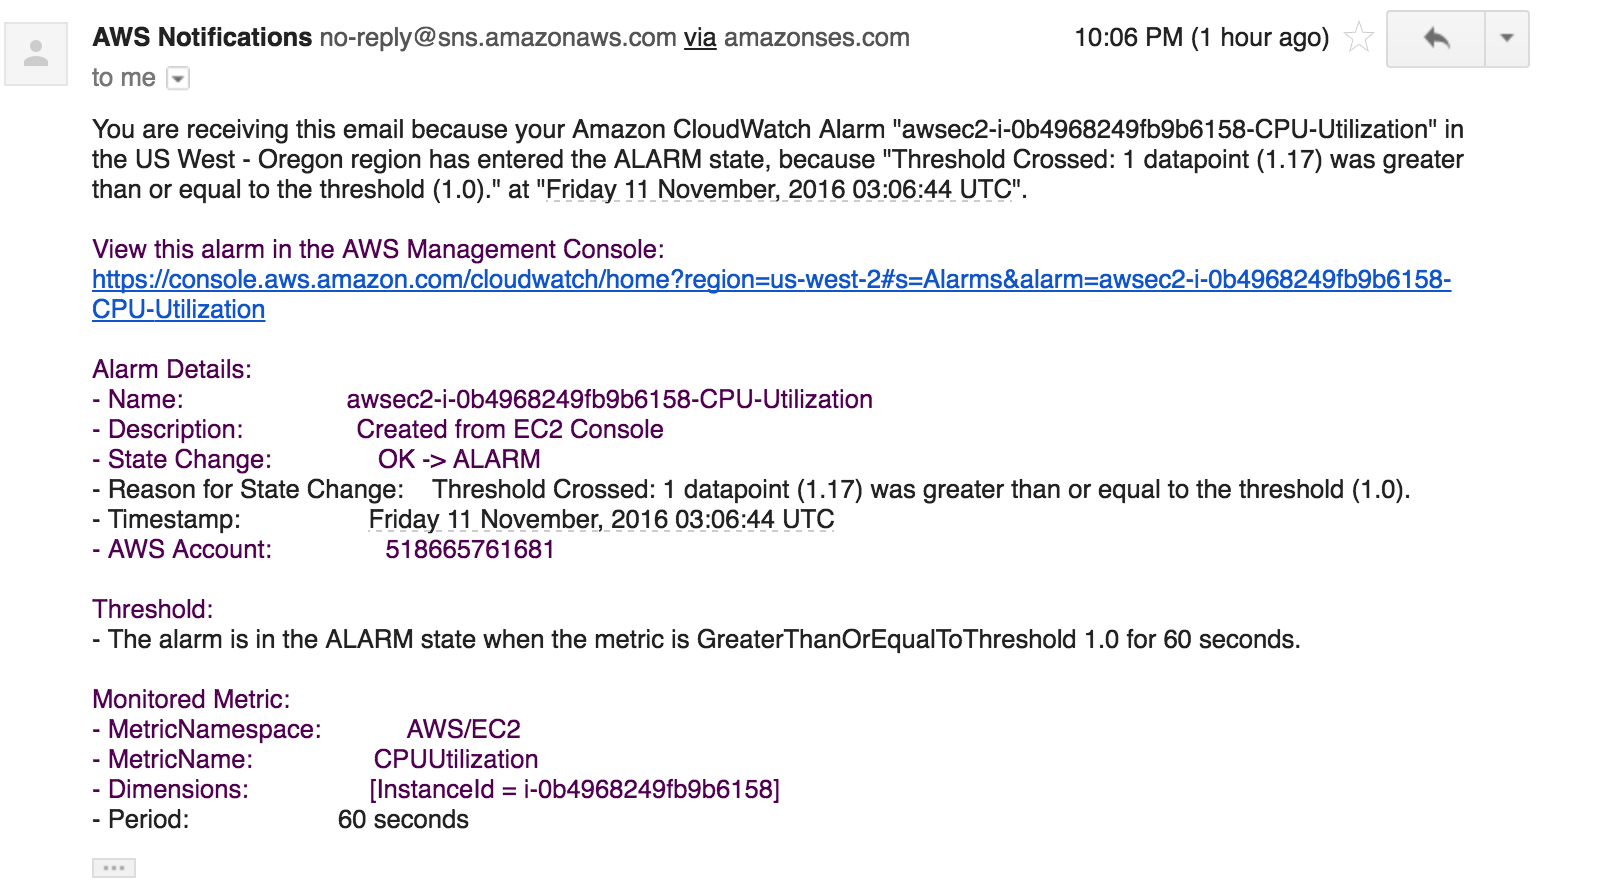 AWS Notifications no-reply@sns.amazonaws.com via amazonses.com 10:06 PM (1 hour ago)
to me
You are receiving this email because your Amazon CloudWatch Alarm "awsec2-i-0b4968249fb9b6158-CPU-Utilization" in
the US West - Oregon region has entered the ALARM state, because "Threshold Crossed: 1 datapoint (1.17) was greater
than or equal to the threshold (1.0)." at "Friday 11 November, 2016 03:06:44 UTC".
View this alarm in the AWS Management Console:
https://console.aws.amazon.com/cloudwatch/home?region=us-west-2#s=Alarms&alarm=awsec2-i-0b4968249fb9b6158-
CPU-Utilization
Alarm Details:
- Name: awsec2-i-0b4968249fb9b6158-CPU-Utilization
- Description: Created from EC2 Console
- State Change: OK -> ALARM
- Reason for State Change: Threshold Crossed: 1 datapoint (1.17) was greater than or equal to the threshold (1.0).
- Timestamp: Friday 11 November, 2016 03:06:44 UTC
- AWS Account: 518665761681
Threshold:
- The alarm is in the ALARM state when the metric is GreaterThanOrEqualToThreshold 1.0 for 60 seconds.
Monitored Metric:
- MetricNamespace: AWS/EC2
- MetricName: CPUUtilization
- Dimensions: [InstanceId = i-0b4968249fb9b6158]
- Period: 60 seconds